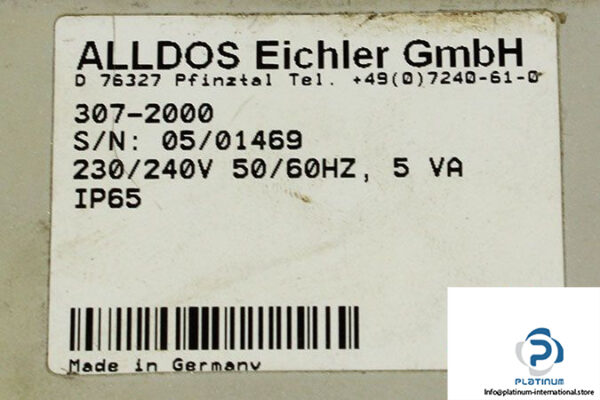 ALLDOS Eichler GmbH
D 76327 Pfinztal Tel. +49(0)7240-61-0
307-2000
S/N: 05/01469
230/240V 50/60HZ, 5 VA
IP65
Made in Germany
PLATINUM
Info@platinum-international.store